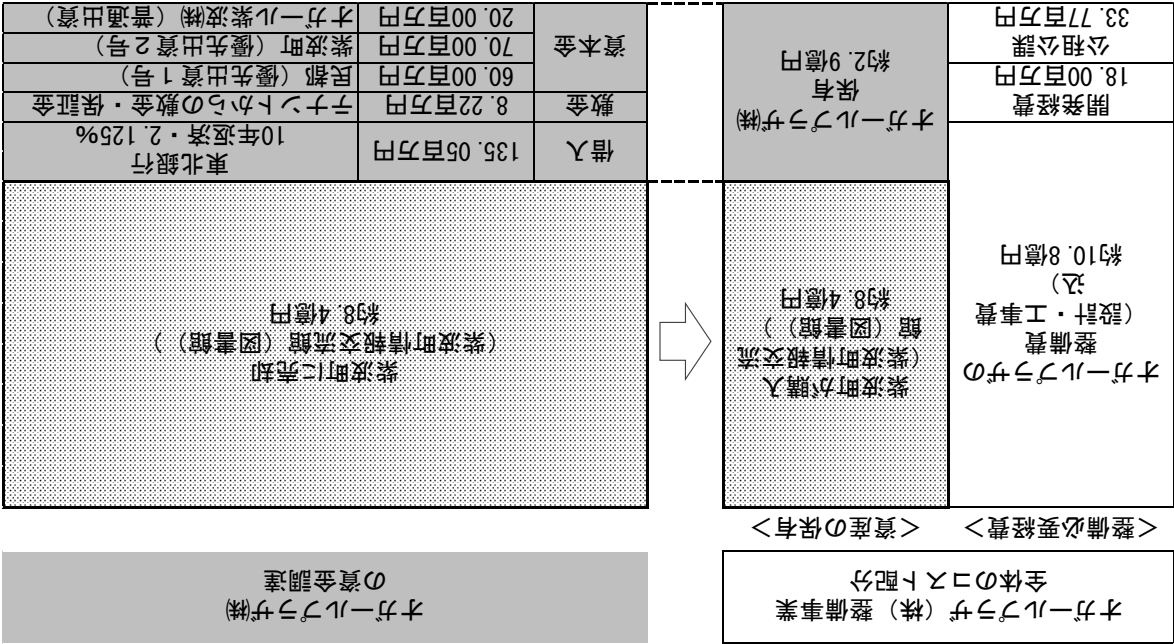 オガールプラザ（株）整備事業
全体のコスト配分
オガールプラザ㈱
の資金調達
＜整備必要経費＞
＜資産の保有＞
オガールプラザの
整備費
（設計・工事費
込）
約10. 8億円
開発経費
18. 00百万円
公租公課
33. 77百万円
紫波町が購入
（紫波町情報交流
館（図書館））
約8. 4億円
オガールプラザ㈱
保有
約2. 9億円
紫波町に売却
（紫波町情報交流館（図書館））
約8. 4億円
借入
135. 05百万円
東北銀行
10年返済・2. 125%
敷金
8. 22百万円
テナントからの敷金・保証金
資本金
60. 00百万円
民都（優先出資１号）
70. 00百万円
紫波町（優先出資２号）
20. 00百万円
オガール紫波㈱（普通出資）